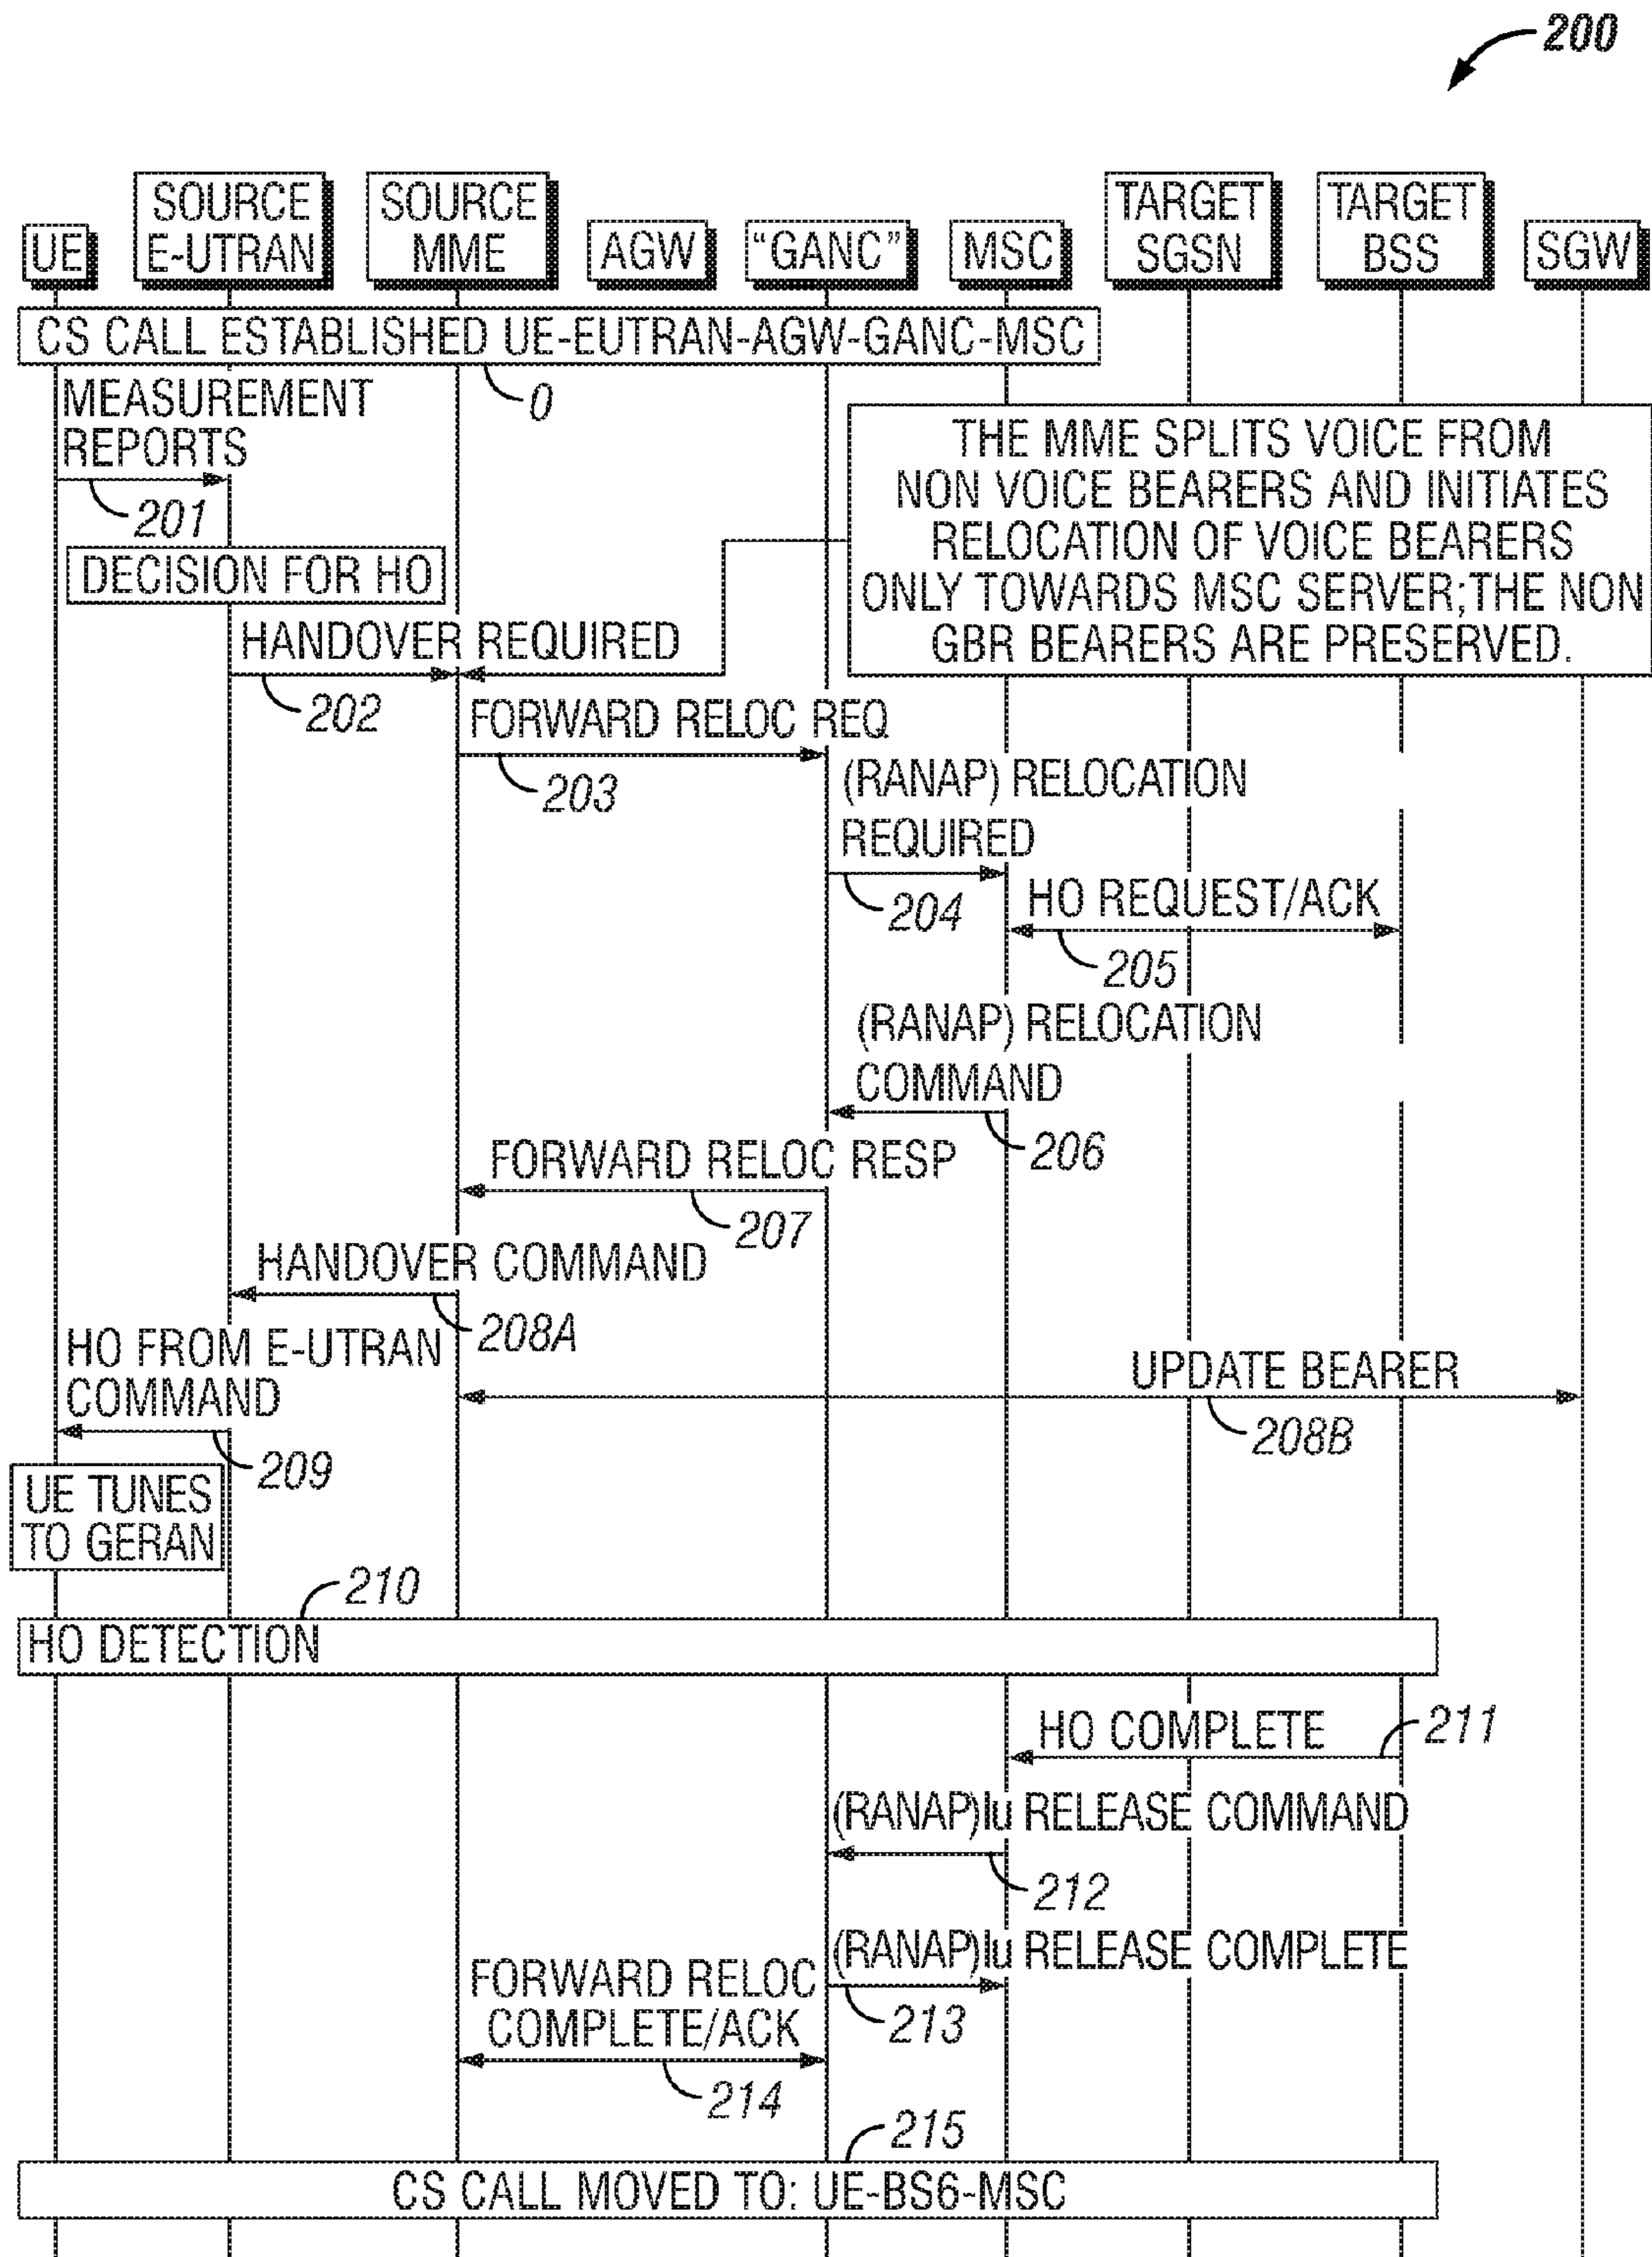 200
UE
SOURCE
E-UTRAN
SOURCE
MME
AGW
"GANC"
MSC
TARGET
SGSN
TARGET
BSS
SGW
CS CALL ESTABLISHED UE-EUTRAN-AGW-GANC-MSC
0
MEASUREMENT
REPORTS
201
THE MME SPLITS VOICE FROM
NON VOICE BEARERS AND INITIATES
RELOCATION OF VOICE BEARERS
ONLY TOWARDS MSC SERVER;THE NON
GBR BEARERS ARE PRESERVED.
DECISION FOR HO
HANDOVER REQUIRED
202
FORWARD RELOC REQ
203
(RANAP) RELOCATION
REQUIRED
204
HO REQUEST/ACK
205
(RANAP) RELOCATION
COMMAND
206
FORWARD RELOC RESP
207
HANDOVER COMMAND
208A
HO FROM E-UTRAN
COMMAND
UPDATE BEARER
208B
209
UE TUNES
TO GERAN
210
HO DETECTION
HO COMPLETE
211
(RANAP)Iu RELEASE COMMAND
212
(RANAP)Iu RELEASE COMPLETE
213
FORWARD RELOC
COMPLETE/ACK
214
215
CS CALL MOVED TO: UE-BS6-MSC